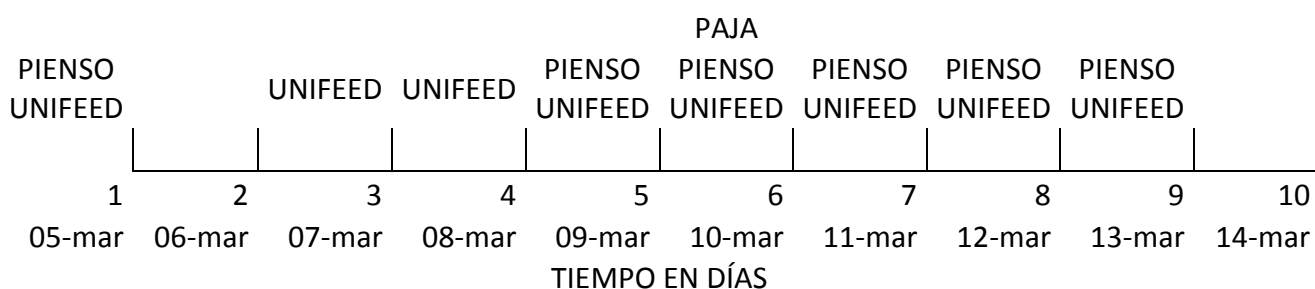 PAJA
PIENSO PIENSO PIENSO PIENSO PIENSO PIENSO
UNIFEED UNIFEED UNIFEED UNIFEED UNIFEED UNIFEED UNIFEED UNIFEED
1 2 3 4 5 6 7 8 9 10
05-mar 06-mar 07-mar 08-mar 09-mar 10-mar 11-mar 12-mar 13-mar 14-mar
TIEMPO EN DÍAS